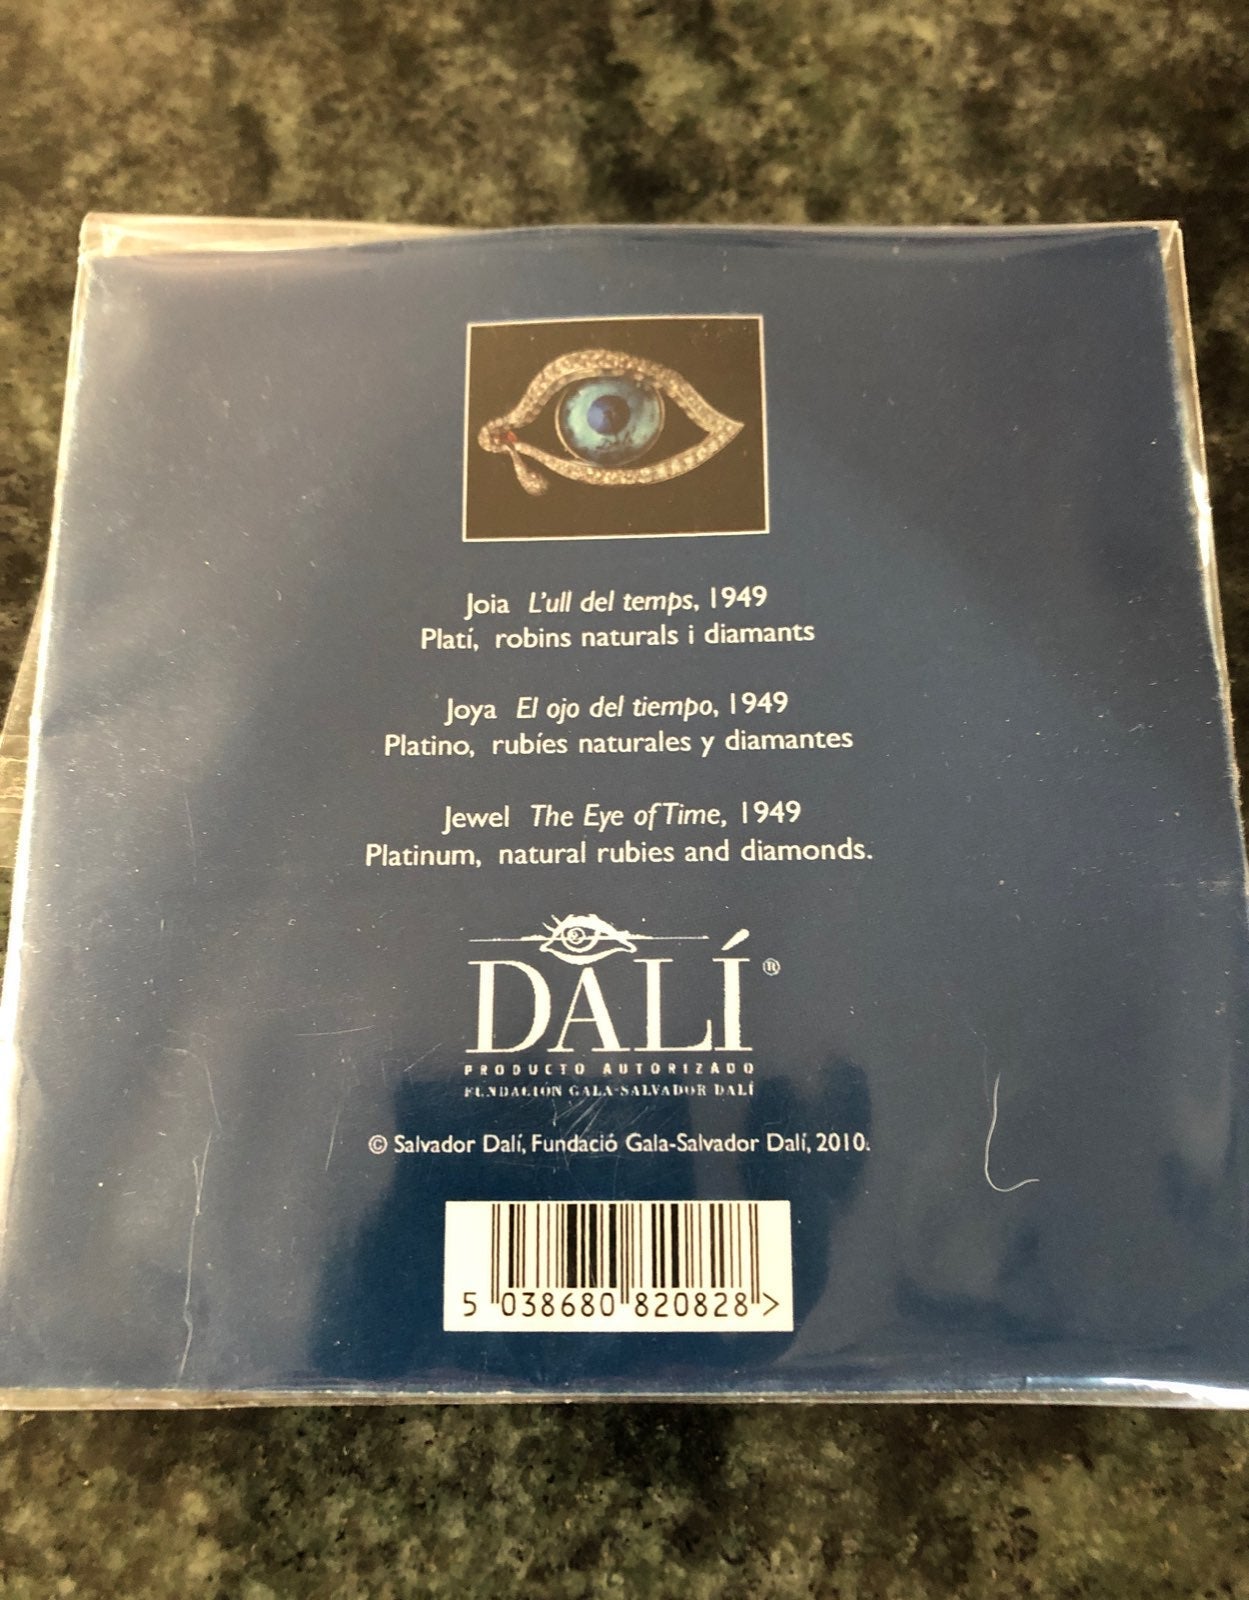 Joia L'ull del temps, 1949
Platí, robins naturals i diamants
Joya El ojo del tiempo, 1949
Platino, rubíes naturales y diamantes
Jewel The Eye of Time, 1949
Platinum, natural rubies and diamonds.
DALÍ®
PRODUCTO AUTORIZADO
FUNDACIÓN GALA-SALVADOR DALÍ
© Salvador Dalí, Fundació Gala-Salvador Dalí, 2010.
5 038680 820828 >